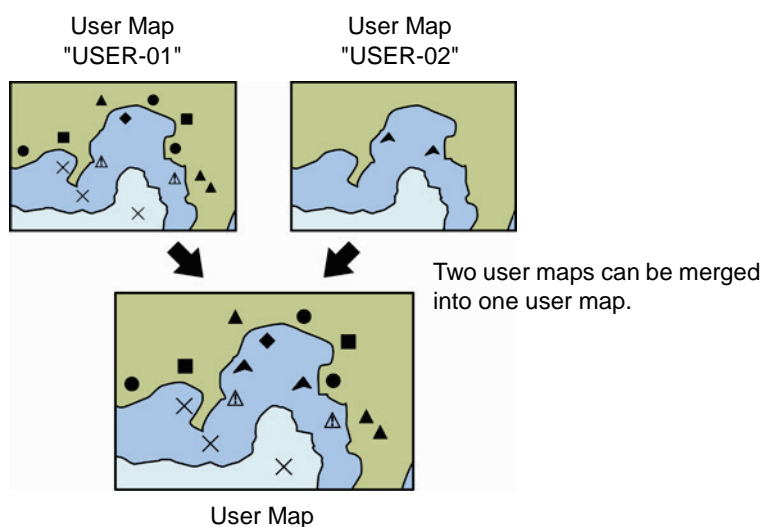 User Map
"USER-01"
User Map
"USER-02"
Two user maps can be merged
into one user map.
User Map